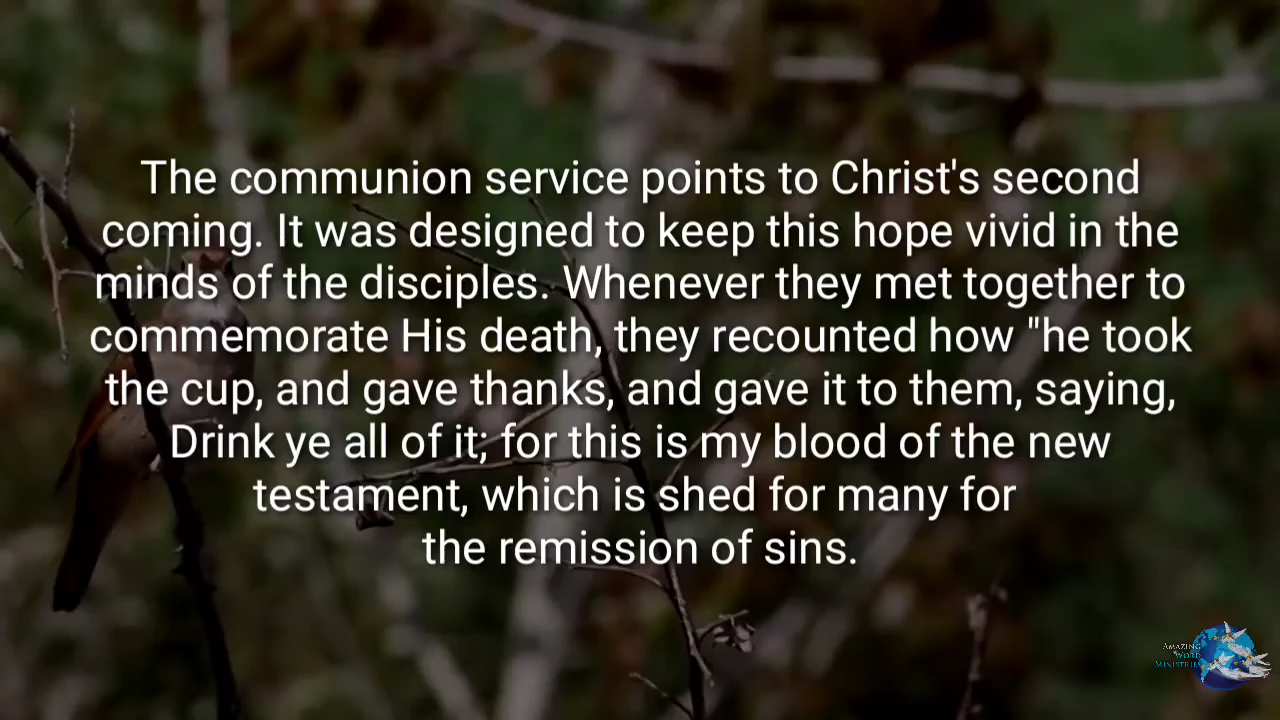 The communion service points to Christ's second
coming. It was designed to keep this hope vivid in the
minds of the disciples. Whenever they met together to
commemorate His death, they recounted how "he took
the cup, and gave thanks, and gave it to them, saying,
Drink ye all of it; for this is my blood of the new
testament, which is shed for many for
the remission of sins.
AMAZING
WORD
MINISTRIES